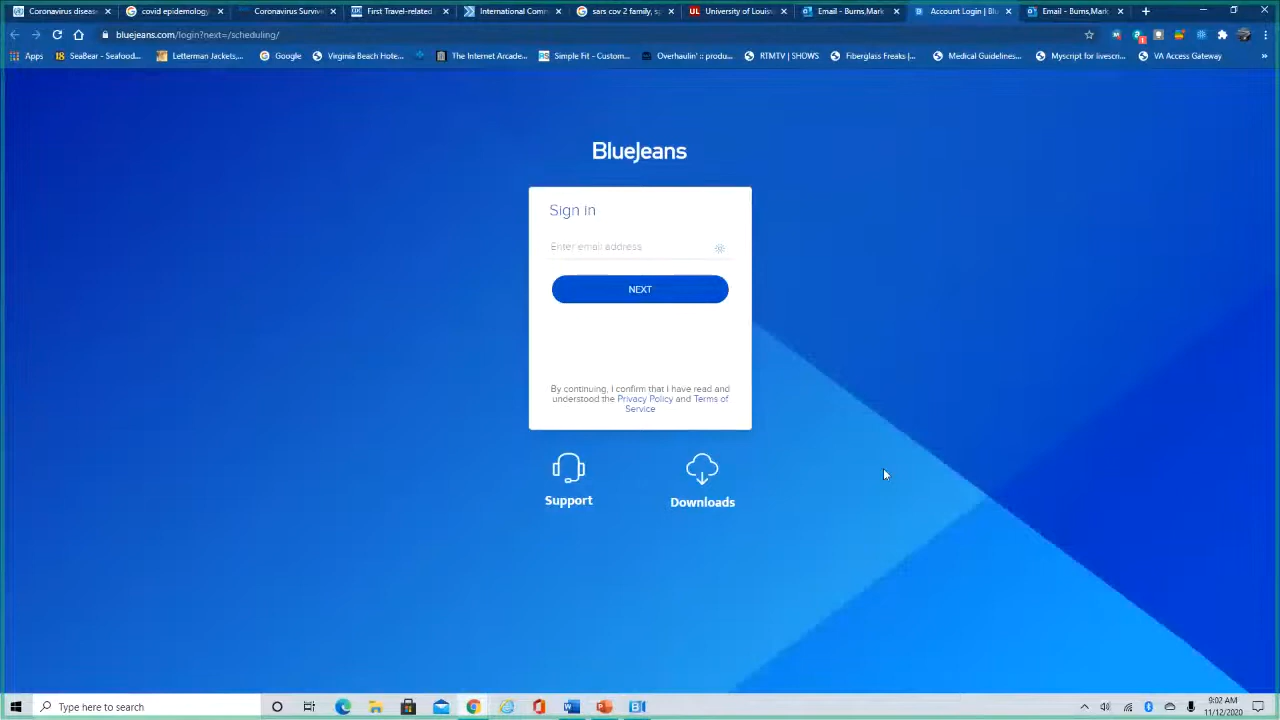 Coronavirus diseas
covid epidemiology
Coronavirus Survive
First Travel-related
International Com
sars cov 2 family, s
University of Louis
Email - Burns,Mark
Account Login | Blu
Email - Burns,Mark
bluejeans.com/login?next=/scheduling/
Apps
SeaBear - Seafood...
Letterman Jackets,...
Google
Virginia Beach Hote...
The Internet Arcade...
Simple Fit - Custom...
Overhaulin' :: produ...
RTMTV | SHOWS
Fiberglass Freaks |...
Medical Guidelines,...
Myscript for livescri...
VA Access Gateway
BlueJeans
Sign in
Enter email address
NEXT
By continuing, I confirm that I have read and
understood the Privacy Policy and Terms of
Service
Support
Downloads
Type here to search
9:02 AM
11/12/2020